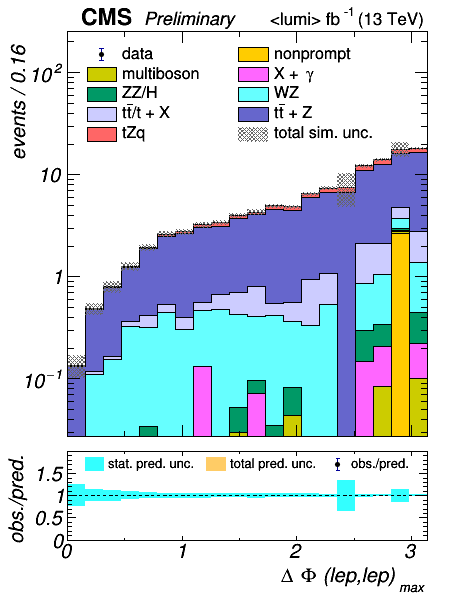 CMS Preliminary <lumi> fb⁻¹ (13 TeV)
events / 0.16
10²
10
1
10⁻¹
data
nonprompt
multiboson
X + γ
ZZ/H
WZ
tt̄/t + X
tt̄ + Z
tZq
total sim. unc.
obs./pred.
1.5
1
0.5
0
stat. pred. unc. total pred. unc. obs./pred.
0 1 2 3
Δ Φ (lep,lep) max